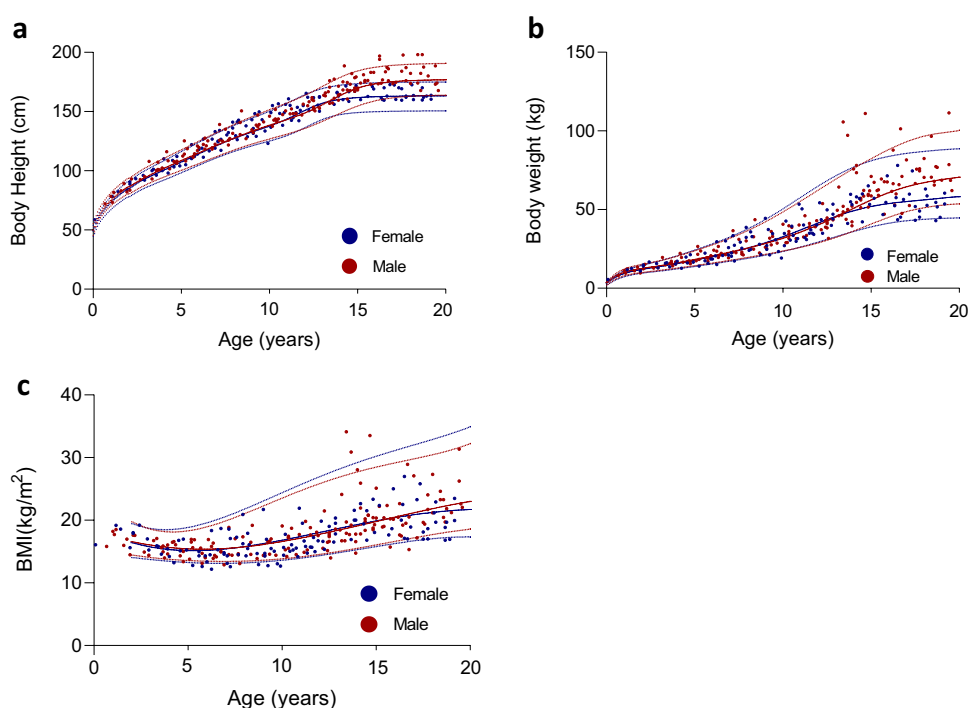 a
200
150
100
50
0
Body Height (cm)
0 5 10 15 20
Age (years)
Female
Male
b
150
100
50
0
Body weight (kg)
0 5 10 15 20
Age (years)
Female
Male
c
40
30
20
10
0
BMI(kg/m²)
0 5 10 15 20
Age (years)
Female
Male